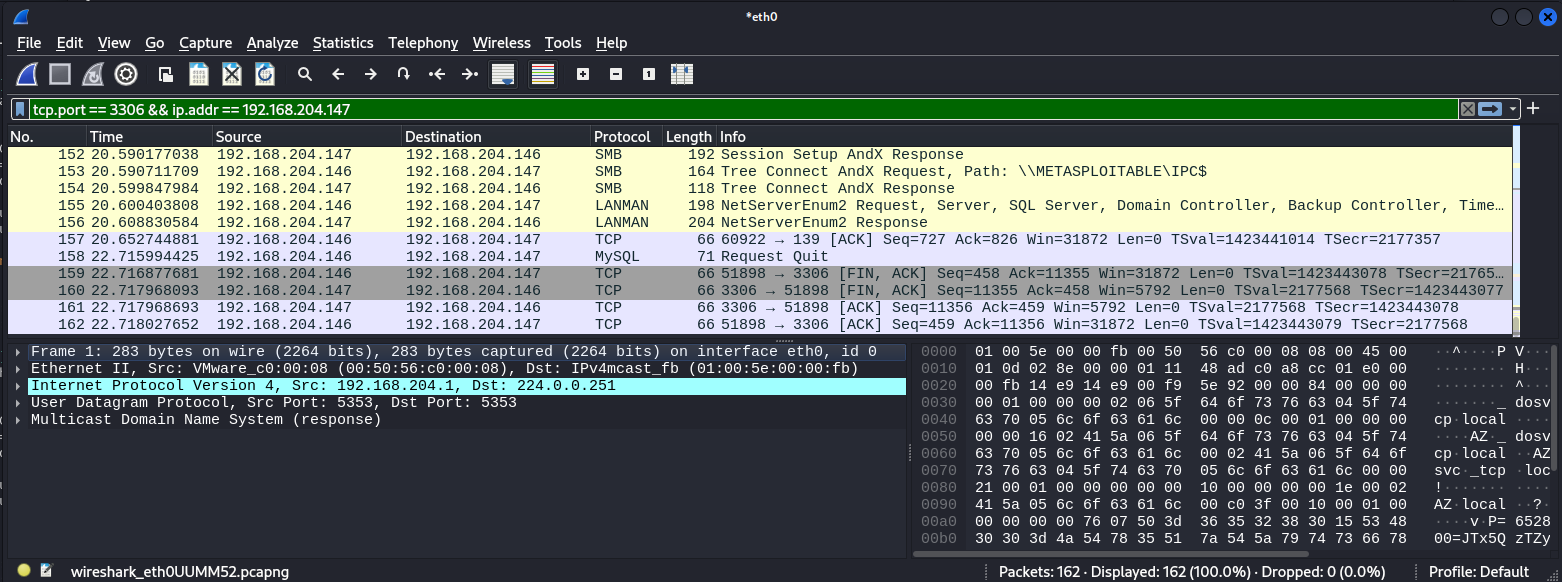 *eth0
File Edit View Go Capture Analyze Statistics Telephony Wireless Tools Help
tcp.port == 3306 && ip.addr == 192.168.204.147
No. Time Source Destination Protocol Length Info
152 20.590177038 192.168.204.147 192.168.204.146 SMB 192 Session Setup AndX Response
153 20.590711709 192.168.204.146 192.168.204.147 SMB 164 Tree Connect AndX Request, Path: \\METASPLOITABLE\IPC$
154 20.599847984 192.168.204.147 192.168.204.146 SMB 118 Tree Connect AndX Response
155 20.600403808 192.168.204.146 192.168.204.147 LANMAN 198 NetServerEnum2 Request, Server, SQL Server, Domain Controller, Backup Controller, Time…
156 20.608830584 192.168.204.147 192.168.204.146 LANMAN 204 NetServerEnum2 Response
157 20.652744881 192.168.204.146 192.168.204.147 TCP 66 60922 → 139 [ACK] Seq=727 Ack=826 Win=31872 Len=0 TSval=1423441014 TSecr=2177357
158 22.715994425 192.168.204.146 192.168.204.147 MySQL 71 Request Quit
159 22.716877681 192.168.204.146 192.168.204.147 TCP 66 51898 → 3306 [FIN, ACK] Seq=458 Ack=11355 Win=31872 Len=0 TSval=1423443078 TSecr=21765…
160 22.717968093 192.168.204.147 192.168.204.146 TCP 66 3306 → 51898 [FIN, ACK] Seq=11355 Ack=458 Win=5792 Len=0 TSval=2177568 TSecr=1423443077
161 22.717968643 192.168.204.147 192.168.204.146 TCP 66 3306 → 51898 [ACK] Seq=11356 Ack=459 Win=5792 Len=0 TSval=2177568 TSecr=1423443078
162 22.718027652 192.168.204.146 192.168.204.147 TCP 66 51898 → 3306 [ACK] Seq=459 Ack=11356 Win=31872 Len=0 TSval=1423443079 TSecr=2177568
Frame 1: 283 bytes on wire (2264 bits), 283 bytes captured (2264 bits) on interface eth0, id 0
Ethernet II, Src: VMware_c0:00:08 (00:50:56:c0:00:08), Dst: IPv4mcast_fb (01:00:5e:00:00:fb)
Internet Protocol Version 4, Src: 192.168.204.1, Dst: 224.0.0.251
User Datagram Protocol, Src Port: 5353, Dst Port: 5353
Multicast Domain Name System (response)
0000 01 00 5e 00 00 fb 00 50 56 c0 00 08 08 00 45 00 ··^····P V·····E·
0010 01 0d 02 8e 00 00 01 11 48 ad c0 a8 cc 01 e0 00 ········ H·······
0020 00 fb 14 e9 14 e9 00 f9 5e 92 00 00 84 00 00 00 ········ ^·······
0030 00 01 00 00 00 02 06 5f 64 6f 73 76 63 04 5f 74 ·······_ dosvc·_t
0040 63 70 05 6c 6f 63 61 6c 00 00 0c 00 01 00 00 00 cp·local ········
0050 00 00 16 02 41 5a 06 5f 64 6f 73 76 63 04 5f 74 ····AZ·_ dosvc·_t
0060 63 70 05 6c 6f 63 61 6c 00 02 41 5a 06 5f 64 6f cp·local ··AZ·_do
0070 73 76 63 04 5f 74 63 70 05 6c 6f 63 61 6c 00 00 svc·_tcp ·local··
0080 21 00 01 00 00 00 00 00 10 00 00 00 00 1e 00 02 !······· ········
0090 41 5a 05 6c 6f 63 61 6c 00 c0 3f 00 10 00 01 00 AZ·local ··?·····
00a0 00 00 00 00 76 07 50 3d 36 35 32 38 30 15 53 48 ····v·P= 65280·SH
00b0 30 30 3d 4a 54 78 35 51 7a 54 5a 79 74 73 66 78 00=JTx5Q zTZytsfx
wireshark_eth0UUMM52.pcapng
Packets: 162 · Displayed: 162 (100.0%) · Dropped: 0 (0.0%)
Profile: Default